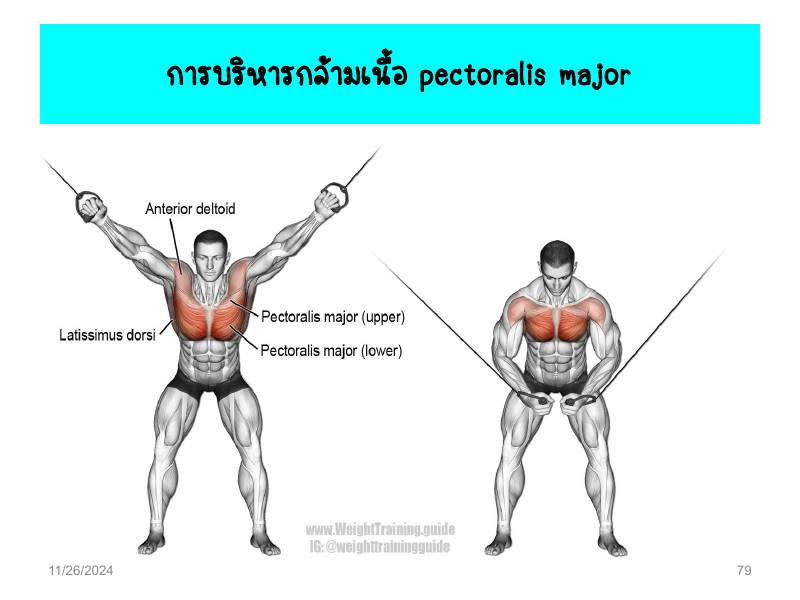 การบริหารกล้ามเนื้อ pectoralis major
Anterior deltoid
Pectoralis major (upper)
Latissimus dorsi
Pectoralis major (lower)
www.WeightTraining.guide
IG: @weighttrainingguide
11/26/2024
79